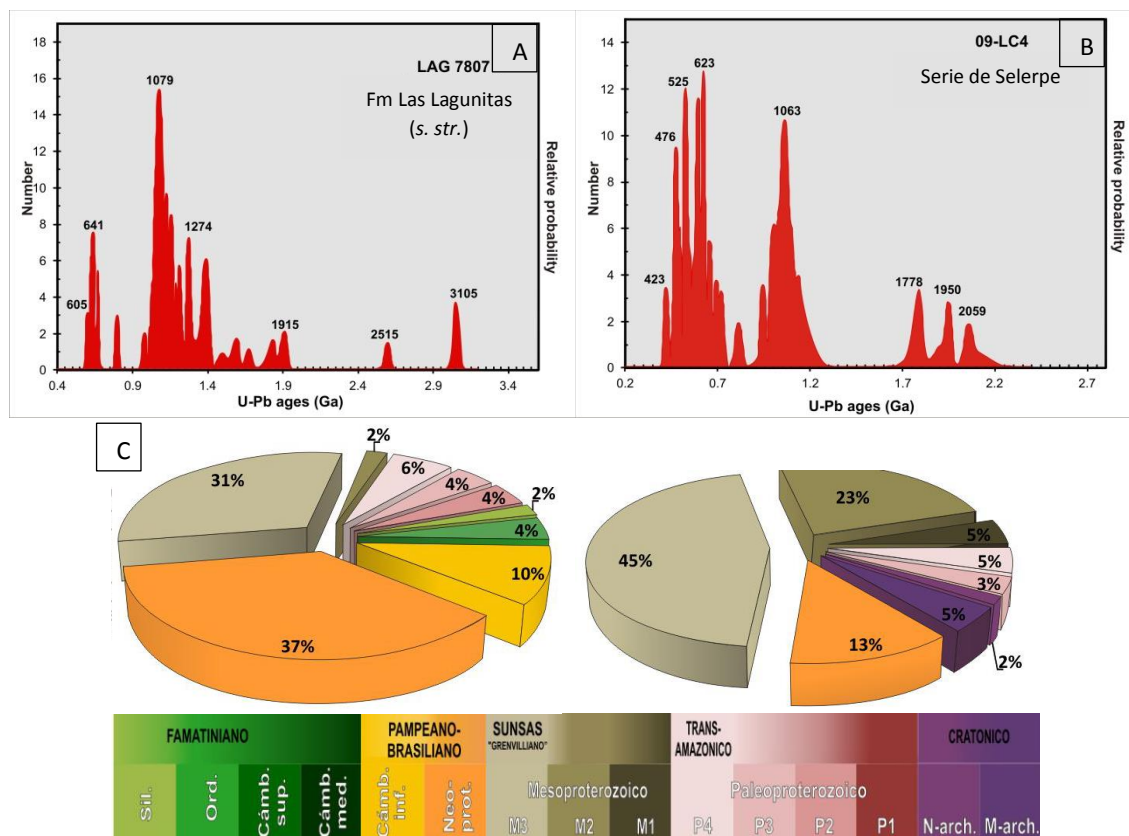 A
LAG 7807
Fm Las Lagunitas
(s. str.)
Number
18
16
14
12
10
8
6
4
2
0
1079
641
605
1274
1915
2515
3105
Relative probability
0.4 0.9 1.4 1.9 2.4 2.9 3.4
U-Pb ages (Ga)
B
09-LC4
Serie de Selerpe
Number
14
12
10
8
6
4
2
0
623
525
476
423
1063
1778
1950
2059
Relative probability
0.2 0.7 1.2 1.7 2.2 2.7
U-Pb ages (Ga)
C
31%
2%
6%
4%
4%
2%
4%
10%
37%
45%
23%
5%
5%
3%
2%
5%
13%
FAMATINIANO
PAMPEANO-
BRASILIANO
SUNSAS
"GRENVILLIANO"
TRANS-
AMAZONICO
CRATONICO
Sil.
Ord.
Cámb.
sup.
Cámb.
med.
Cámb.
inf.
Neo-
prot.
Mesoproterozoico
M3 M2 M1
Paleoproterozoico
P4 P3 P2 P1
N-arch.
M-arch.